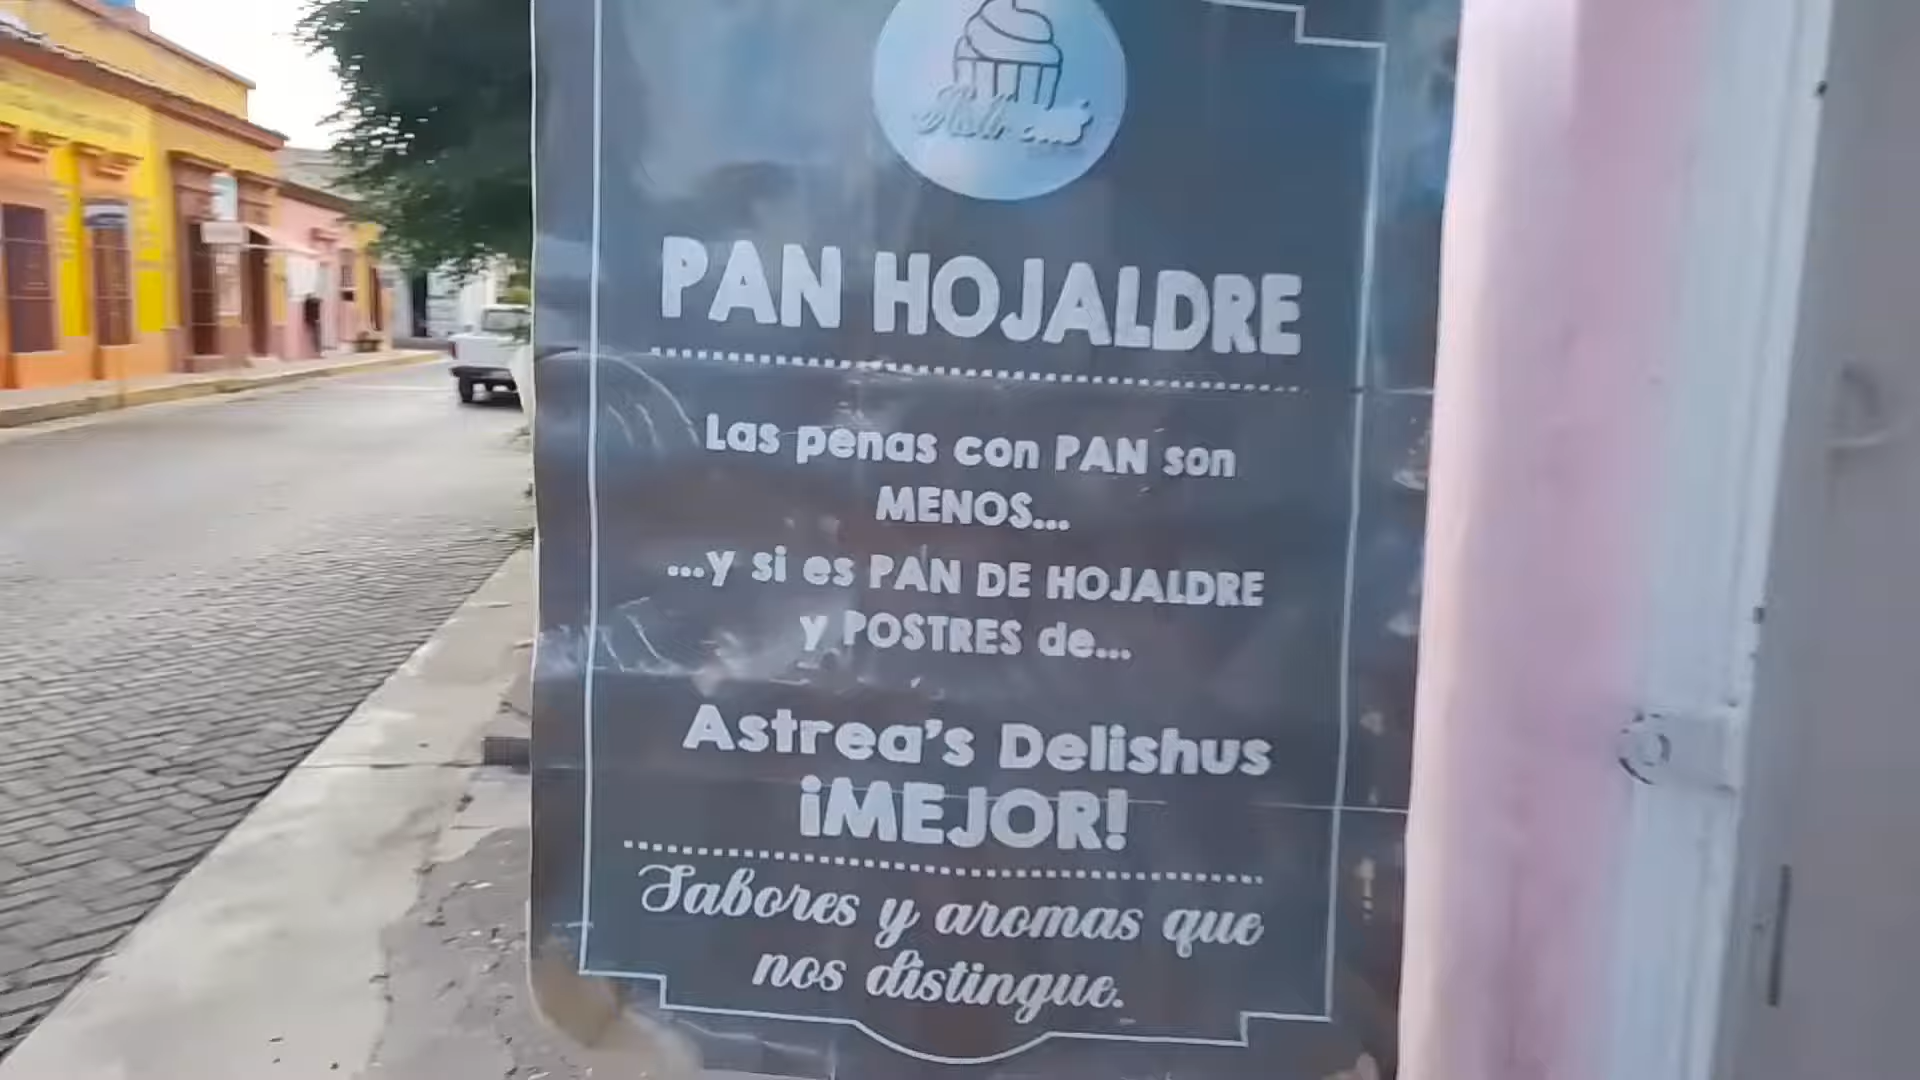 PAN HOJALDRE
Las penas con PAN son
MENOS...
...y si es PAN DE HOJALDRE
y POSTRES de...
Astrea's Delishus
¡MEJOR!
Sabores y aromas que
nos distingue.